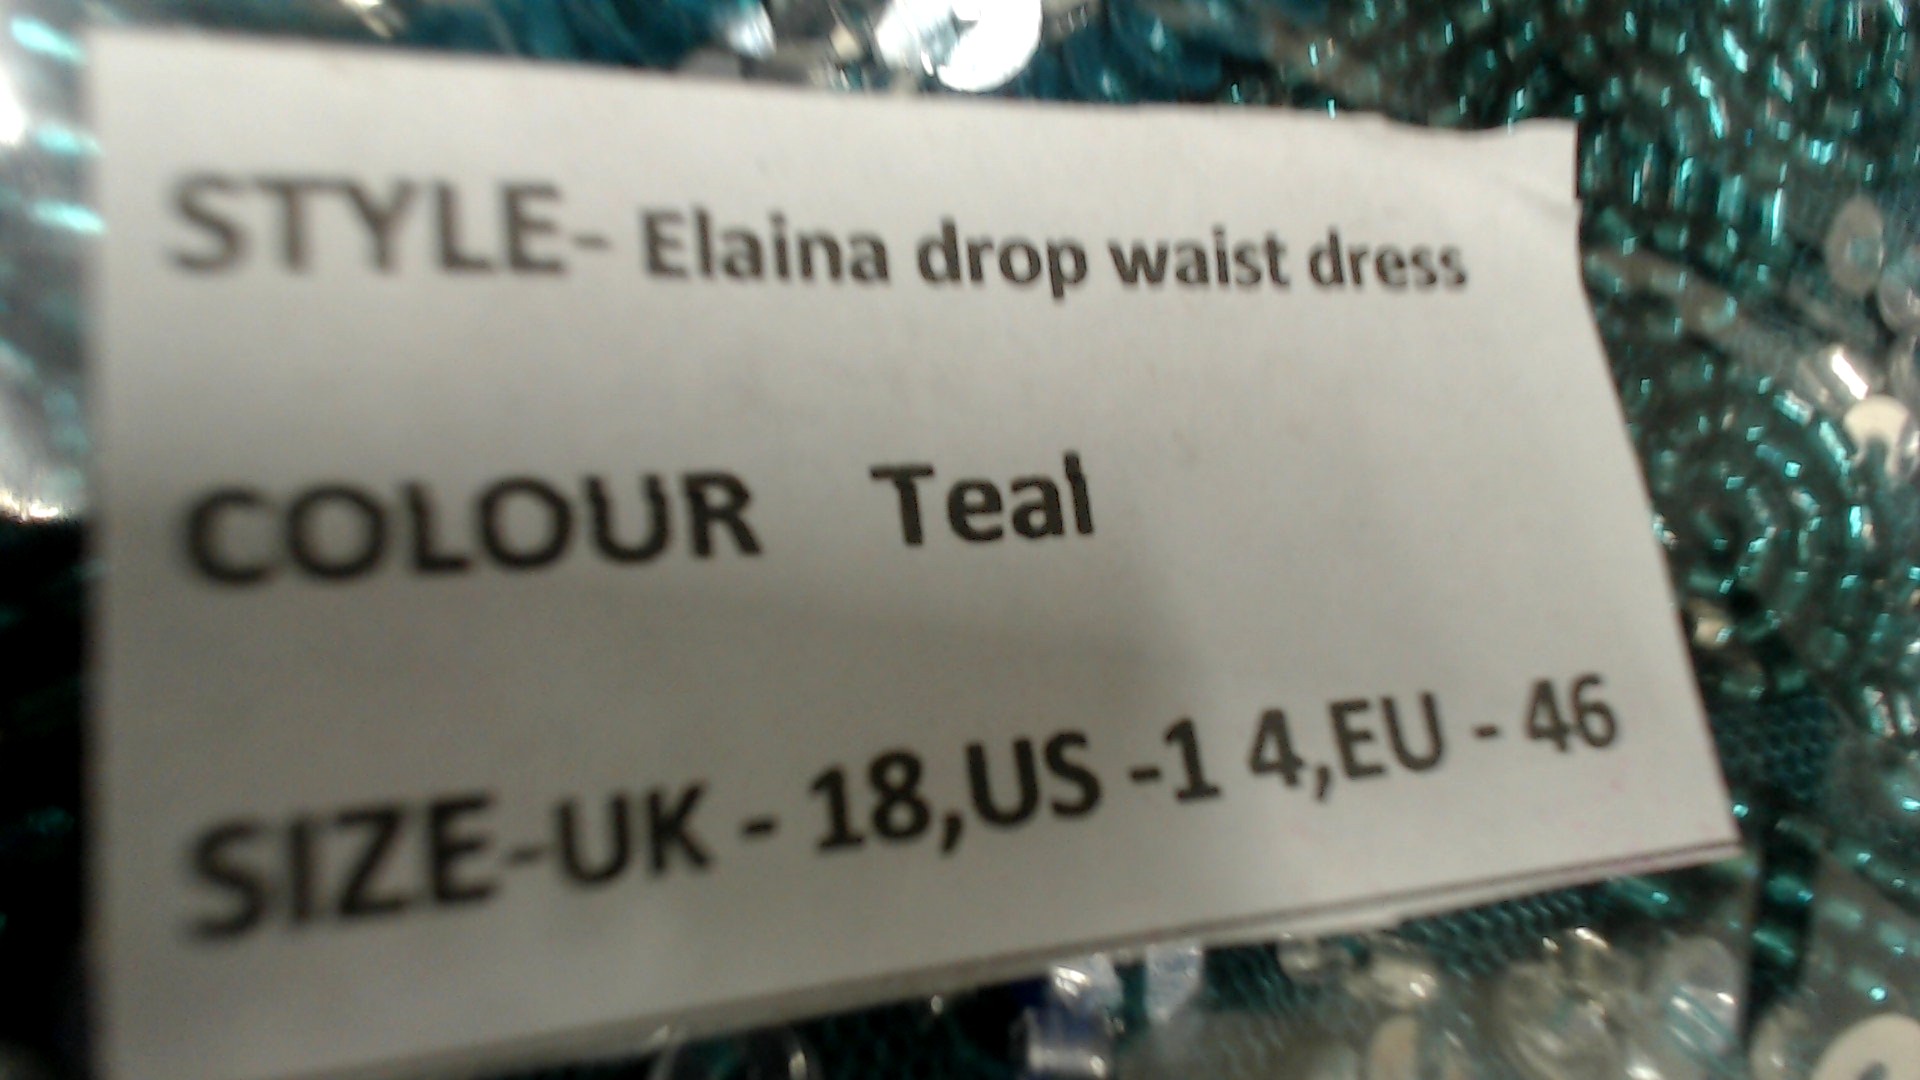 STYLE- Elaina drop waist dress
COLOUR Teal
SIZE-UK - 18,US -1 4,EU - 46